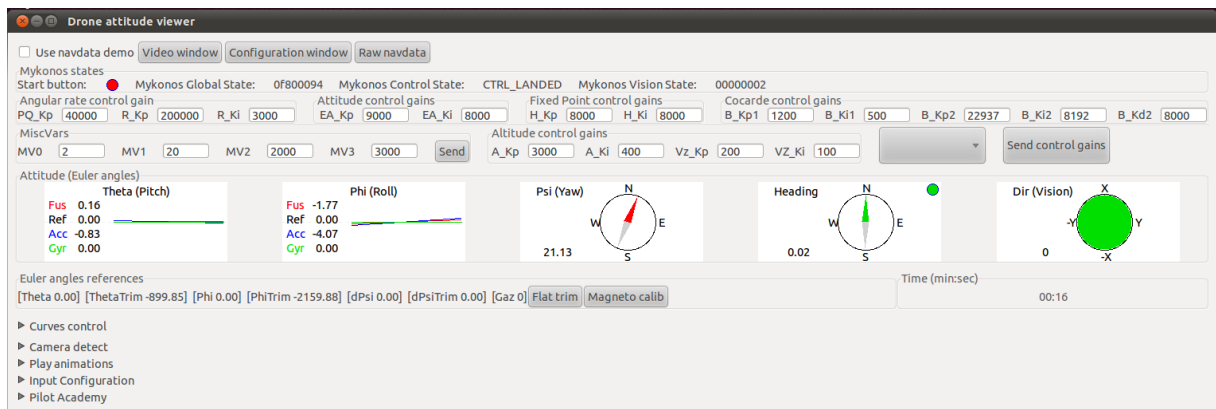 Drone attitude viewer
Use navdata demo Video window Configuration window Raw navdata
Mykonos states
Start button: Mykonos Global State: 0f800094 Mykonos Control State: CTRL_LANDED Mykonos Vision State: 00000002
Angular rate control gain Attitude control gains Fixed Point control gains Cocarde control gains
PQ_Kp 40000 R_Kp 200000 R_Ki 3000 EA_Kp 9000 EA_Ki 8000 H_Kp 8000 H_Ki 8000 B_Kp1 1200 B_Ki1 500 B_Kp2 22937 B_Ki2 8192 B_Kd2 8000
MiscVars Altitude control gains
MV0 2 MV1 20 MV2 2000 MV3 3000 Send A_Kp 3000 A_Ki 400 Vz_Kp 200 VZ_Ki 100 Send control gains
Attitude (Euler angles)
Theta (Pitch) Phi (Roll) Psi (Yaw) N Heading N Dir (Vision) X
Fus 0.16 Fus -1.77
Ref 0.00 Ref 0.00 W E W E -Y Y
Acc -0.83 Acc -4.07
Gyr 0.00 Gyr 0.00 21.13 S 0.02 S 0 -X
Euler angles references Time (min:sec)
[Theta 0.00] [ThetaTrim -899.85] [Phi 0.00] [PhiTrim -2159.88] [dPsi 0.00] [dPsiTrim 0.00] [Gaz 0] Flat trim Magneto calib 00:16
Curves control
Camera detect
Play animations
Input Configuration
Pilot Academy